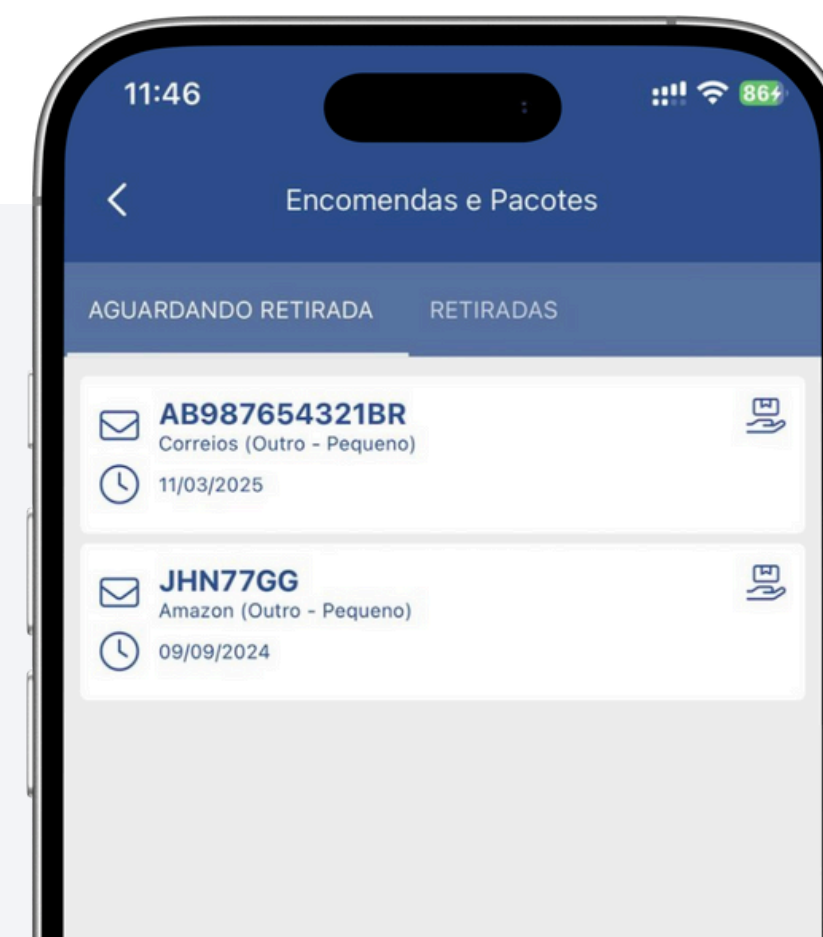 11:46
86
Encomendas e Pacotes
AGUARDANDO RETIRADA RETIRADAS
AB987654321BR
Correios (Outro - Pequeno)
11/03/2025
JHN77GG
Amazon (Outro - Pequeno)
09/09/2024